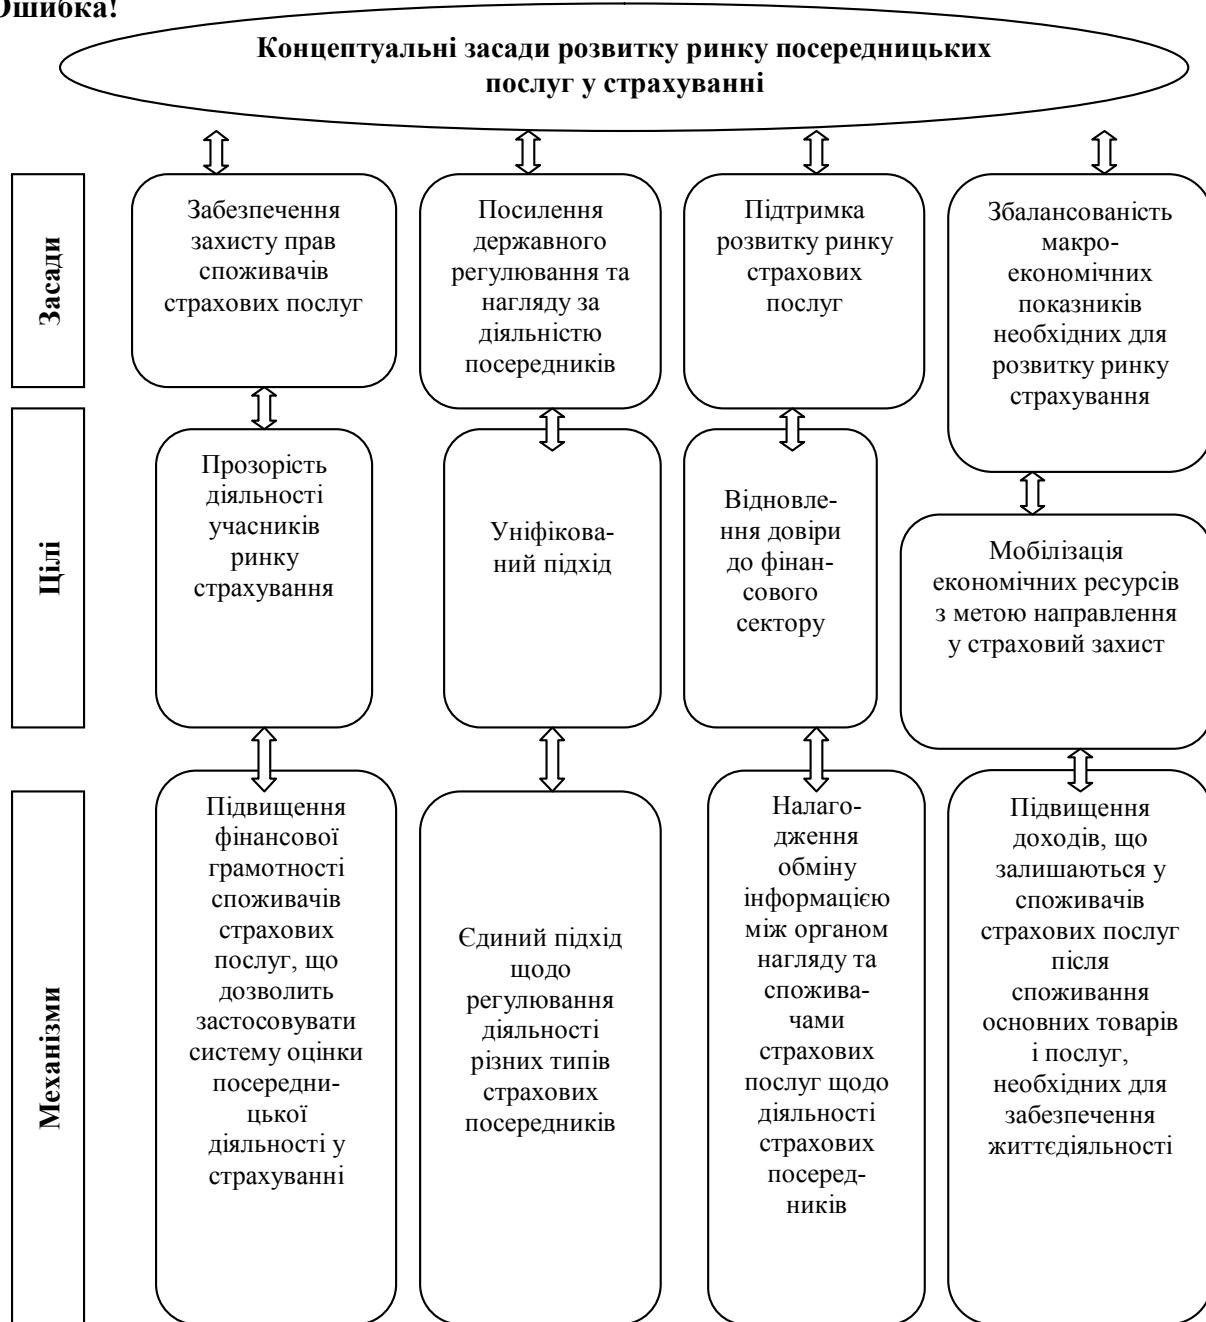 Ошибка!
Концептуальні засади розвитку ринку посередницьких
послуг у страхуванні
Засади
Забезпечення
захисту прав
споживачів
страхових послуг
Посилення
державного
регулювання та
нагляду за
діяльністю
посередників
Підтримка
розвитку ринку
страхових
послуг
Збалансованість
макро-
економічних
показників
необхідних для
розвитку ринку
страхування
Цілі
Прозорість
діяльності
учасників
ринку
страхування
Уніфікова-
ний підхід
Відновле-
ння довіри
до фінан-
сового
сектору
Мобілізація
економічних ресурсів
з метою направлення
у страховий захист
Механізми
Підвищення
фінансової
грамотності
споживачів
страхових
послуг, що
дозволить
застосовувати
систему оцінки
посередни-
цької
діяльності у
страхуванні
Єдиний підхід
щодо
регулювання
діяльності
різних типів
страхових
посередників
Налаго-
дження
обміну
інформацією
між органом
нагляду та
спожива-
чами
страхових
послуг щодо
діяльності
страхових
посеред-
ників
Підвищення
доходів, що
залишаються у
споживачів
страхових послуг
після
споживання
основних товарів
і послуг,
необхідних для
забезпечення
життєдіяльності